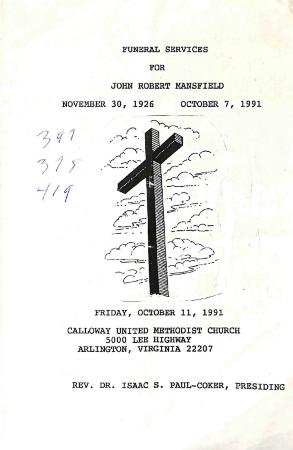 FUNERAL SERVICES
FOR
JOHN ROBERT MANSFIELD
NOVEMBER 30, 1926 OCTOBER 7, 1991
397
378
419
FRIDAY, OCTOBER 11, 1991
CALLOWAY UNITED METHODIST CHURCH
5000 LEE HIGHWAY
ARLINGTON, VIRGINIA 22207
REV. DR. ISAAC S. PAUL-COKER, PRESIDING